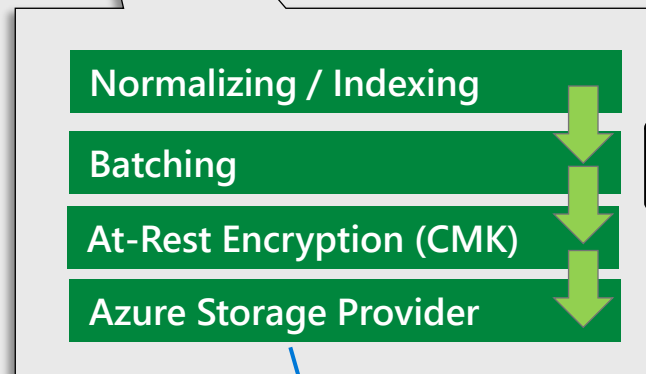 Normalizing / Indexing
Batching
At-Rest Encryption (CMK)
Azure Storage Provider